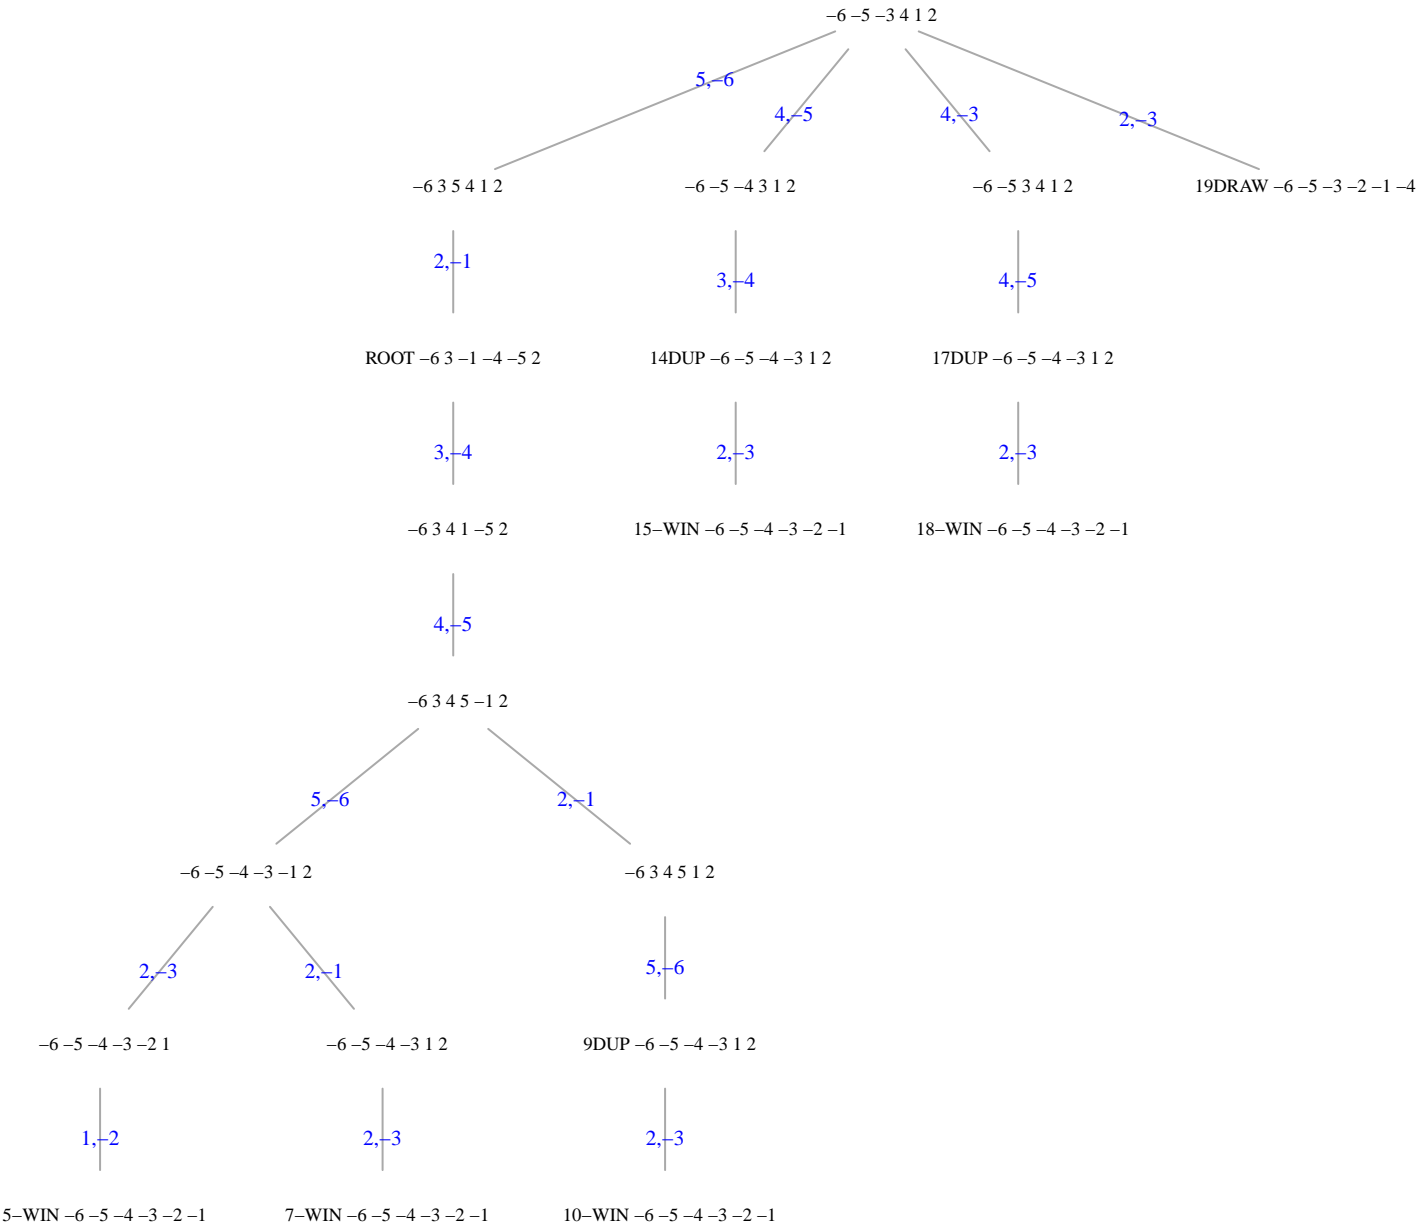 –6 –5 –3 4 1 2
5,–6
4,–5
4,–3
2,–3
–6 3 5 4 1 2
–6 –5 –4 3 1 2
–6 –5 3 4 1 2
19DRAW –6 –5 –3 –2 –1 –4
2,–1
3,–4
4,–5
ROOT –6 3 –1 –4 –5 2
14DUP –6 –5 –4 –3 1 2
17DUP –6 –5 –4 –3 1 2
3,–4
2,–3
2,–3
–6 3 4 1 –5 2
15–WIN –6 –5 –4 –3 –2 –1
18–WIN –6 –5 –4 –3 –2 –1
4,–5
–6 3 4 5 –1 2
5,–6
2,–1
–6 –5 –4 –3 –1 2
–6 3 4 5 1 2
2,–3
2,–1
5,–6
–6 –5 –4 –3 –2 1
–6 –5 –4 –3 1 2
9DUP –6 –5 –4 –3 1 2
1,–2
2,–3
2,–3
5–WIN –6 –5 –4 –3 –2 –1
7–WIN –6 –5 –4 –3 –2 –1
10–WIN –6 –5 –4 –3 –2 –1